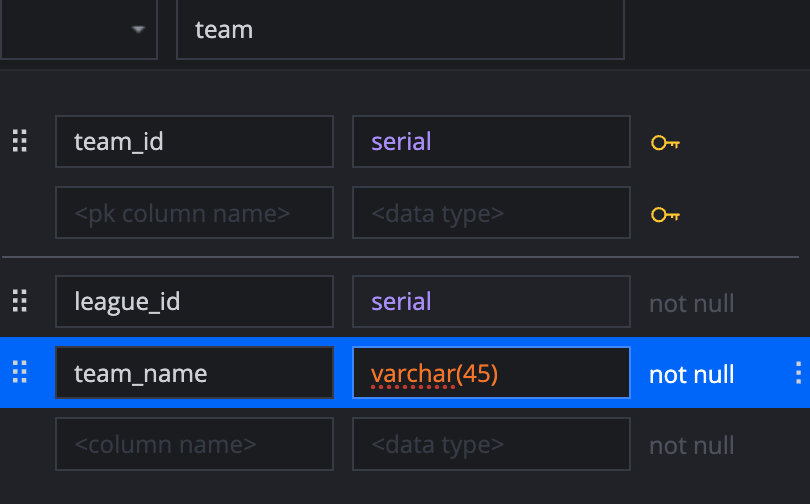 team
team_id serial
<pk column name> <data type>
league_id serial not null
team_name varchar(45) not null
<column name> <data type> not null